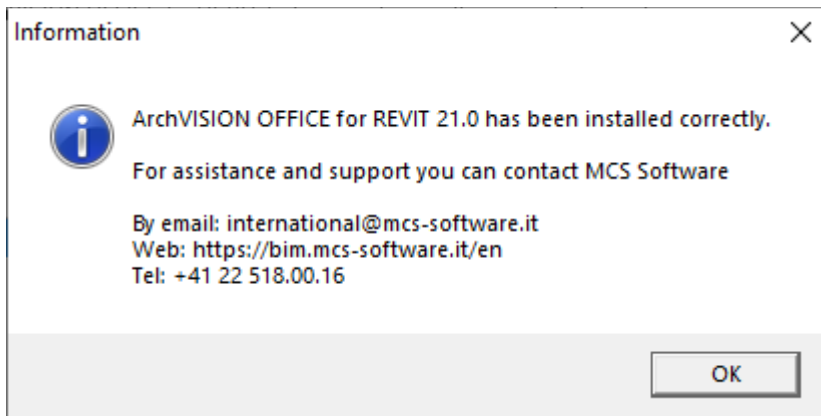 Information
ArchVISION OFFICE for REVIT 21.0 has been installed correctly.
For assistance and support you can contact MCS Software
By email: international@mcs-software.it
Web: https://bim.mcs-software.it/en
Tel: +41 22 518.00.16
OK